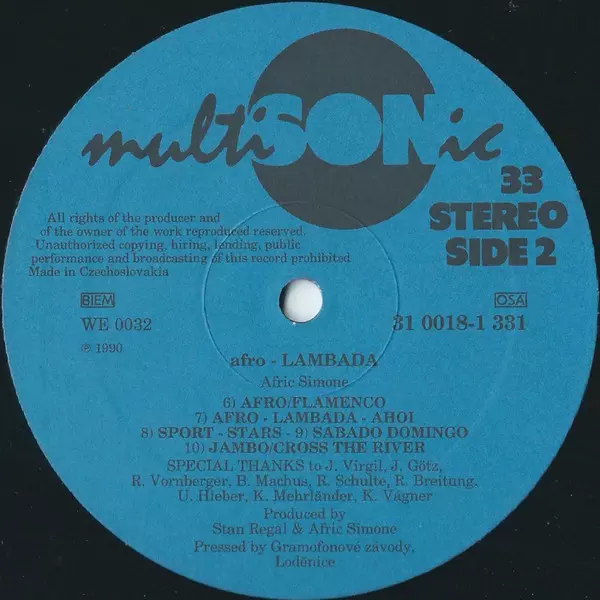 multiSONic
33
STEREO
SIDE 2
All rights of the producer and
of the owner of the work reproduced reserved.
Unauthorized copying, hiring, lending, public
performance and broadcasting of this record prohibited
Made in Czechoslovakia
BIEM
OSA
WE 0032
31 0018-1 331
℗ 1990
afro - LAMBADA
Afric Simone
6) AFRO/FLAMENCO
7) AFRO - LAMBADA - AHOI
8) SPORT - STARS - 9) SABADO DOMINGO
10) JAMBO/CROSS THE RIVER
SPECIAL THANKS to J. Virgil, J. Götz,
R. Vornberger, B. Machus, R. Schulte, R. Breitung,
U. Hieber, K. Mehrländer, K. Vágner
Produced by
Stan Regal & Afric Simone
Pressed by Gramofonové závody,
Loděnice